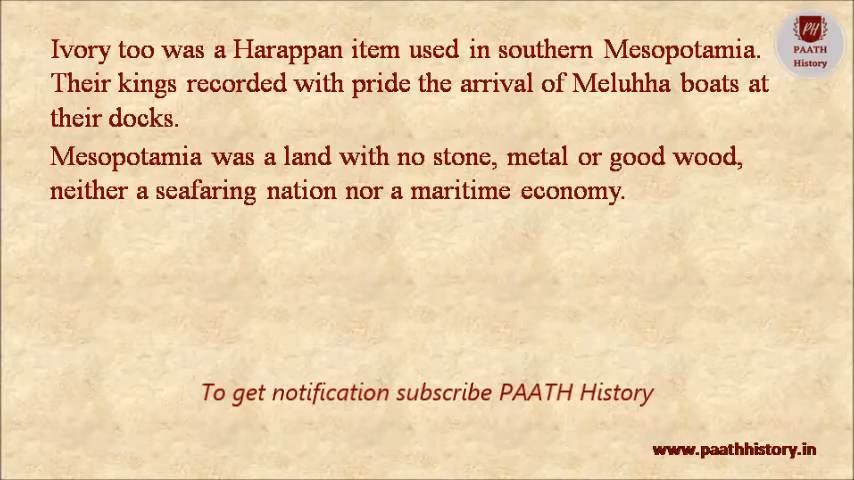 Ivory too was a Harappan item used in southern Mesopotamia.
Their kings recorded with pride the arrival of Meluhha boats at
their docks.
Mesopotamia was a land with no stone, metal or good wood,
neither a seafaring nation nor a maritime economy.
PH
PAATH
History
To get notification subscribe PAATH History
www.paathhistory.in